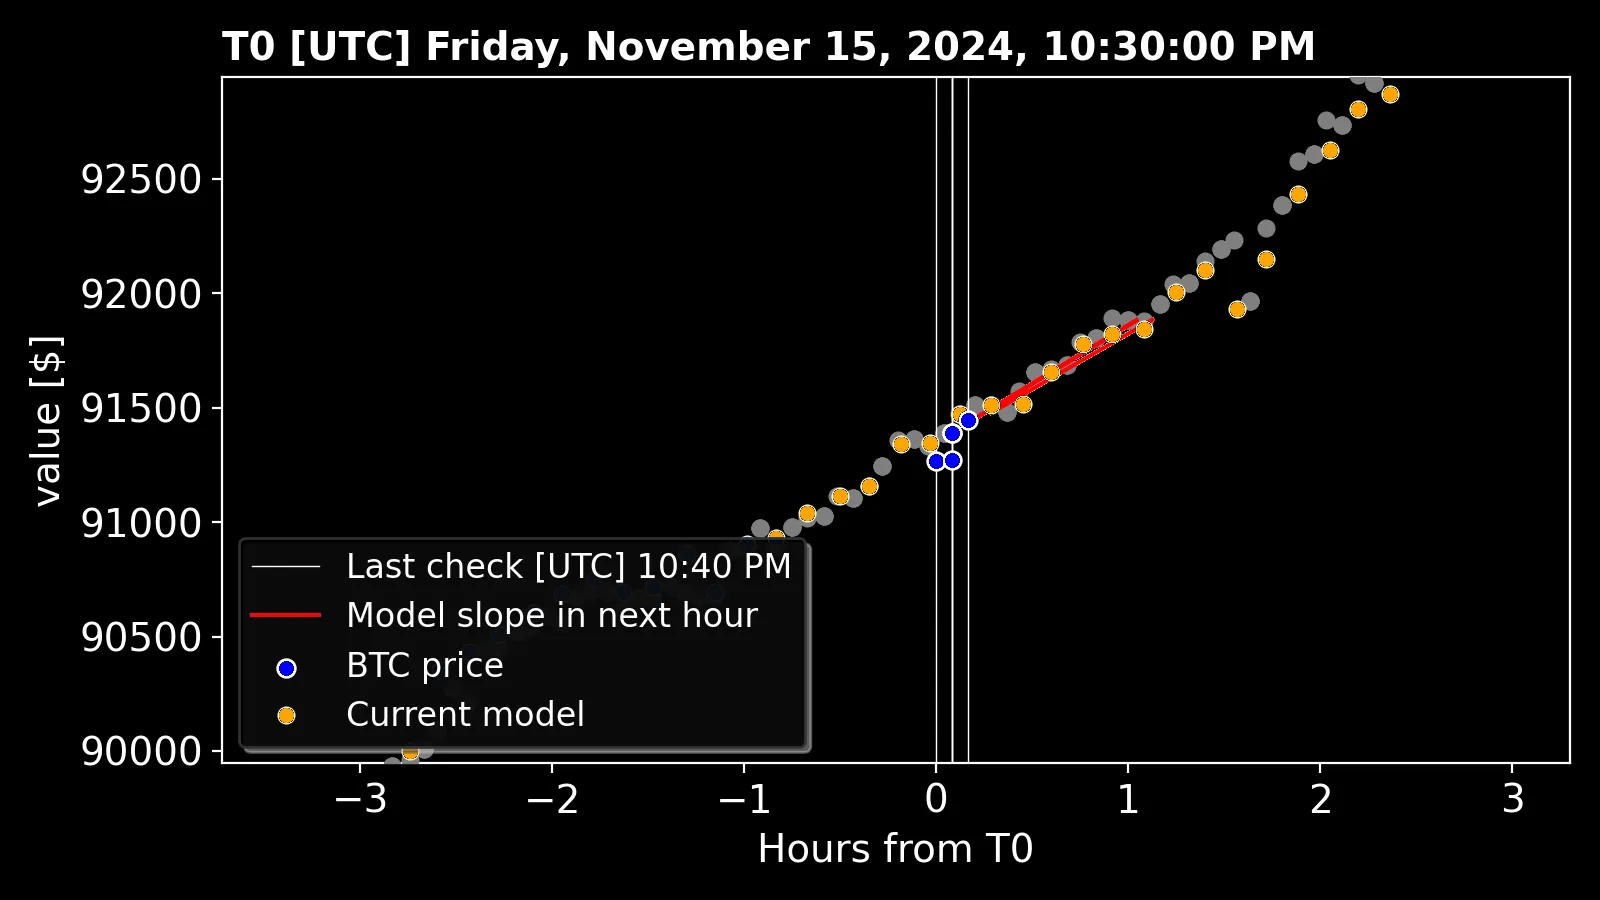 T0 [UTC] Friday, November 15, 2024, 10:30:00 PM
value [$]
92500
92000
91500
91000
90500
90000
Last check [UTC] 10:40 PM
Model slope in next hour
BTC price
Current model
−3 −2 −1 0 1 2 3
Hours from T0